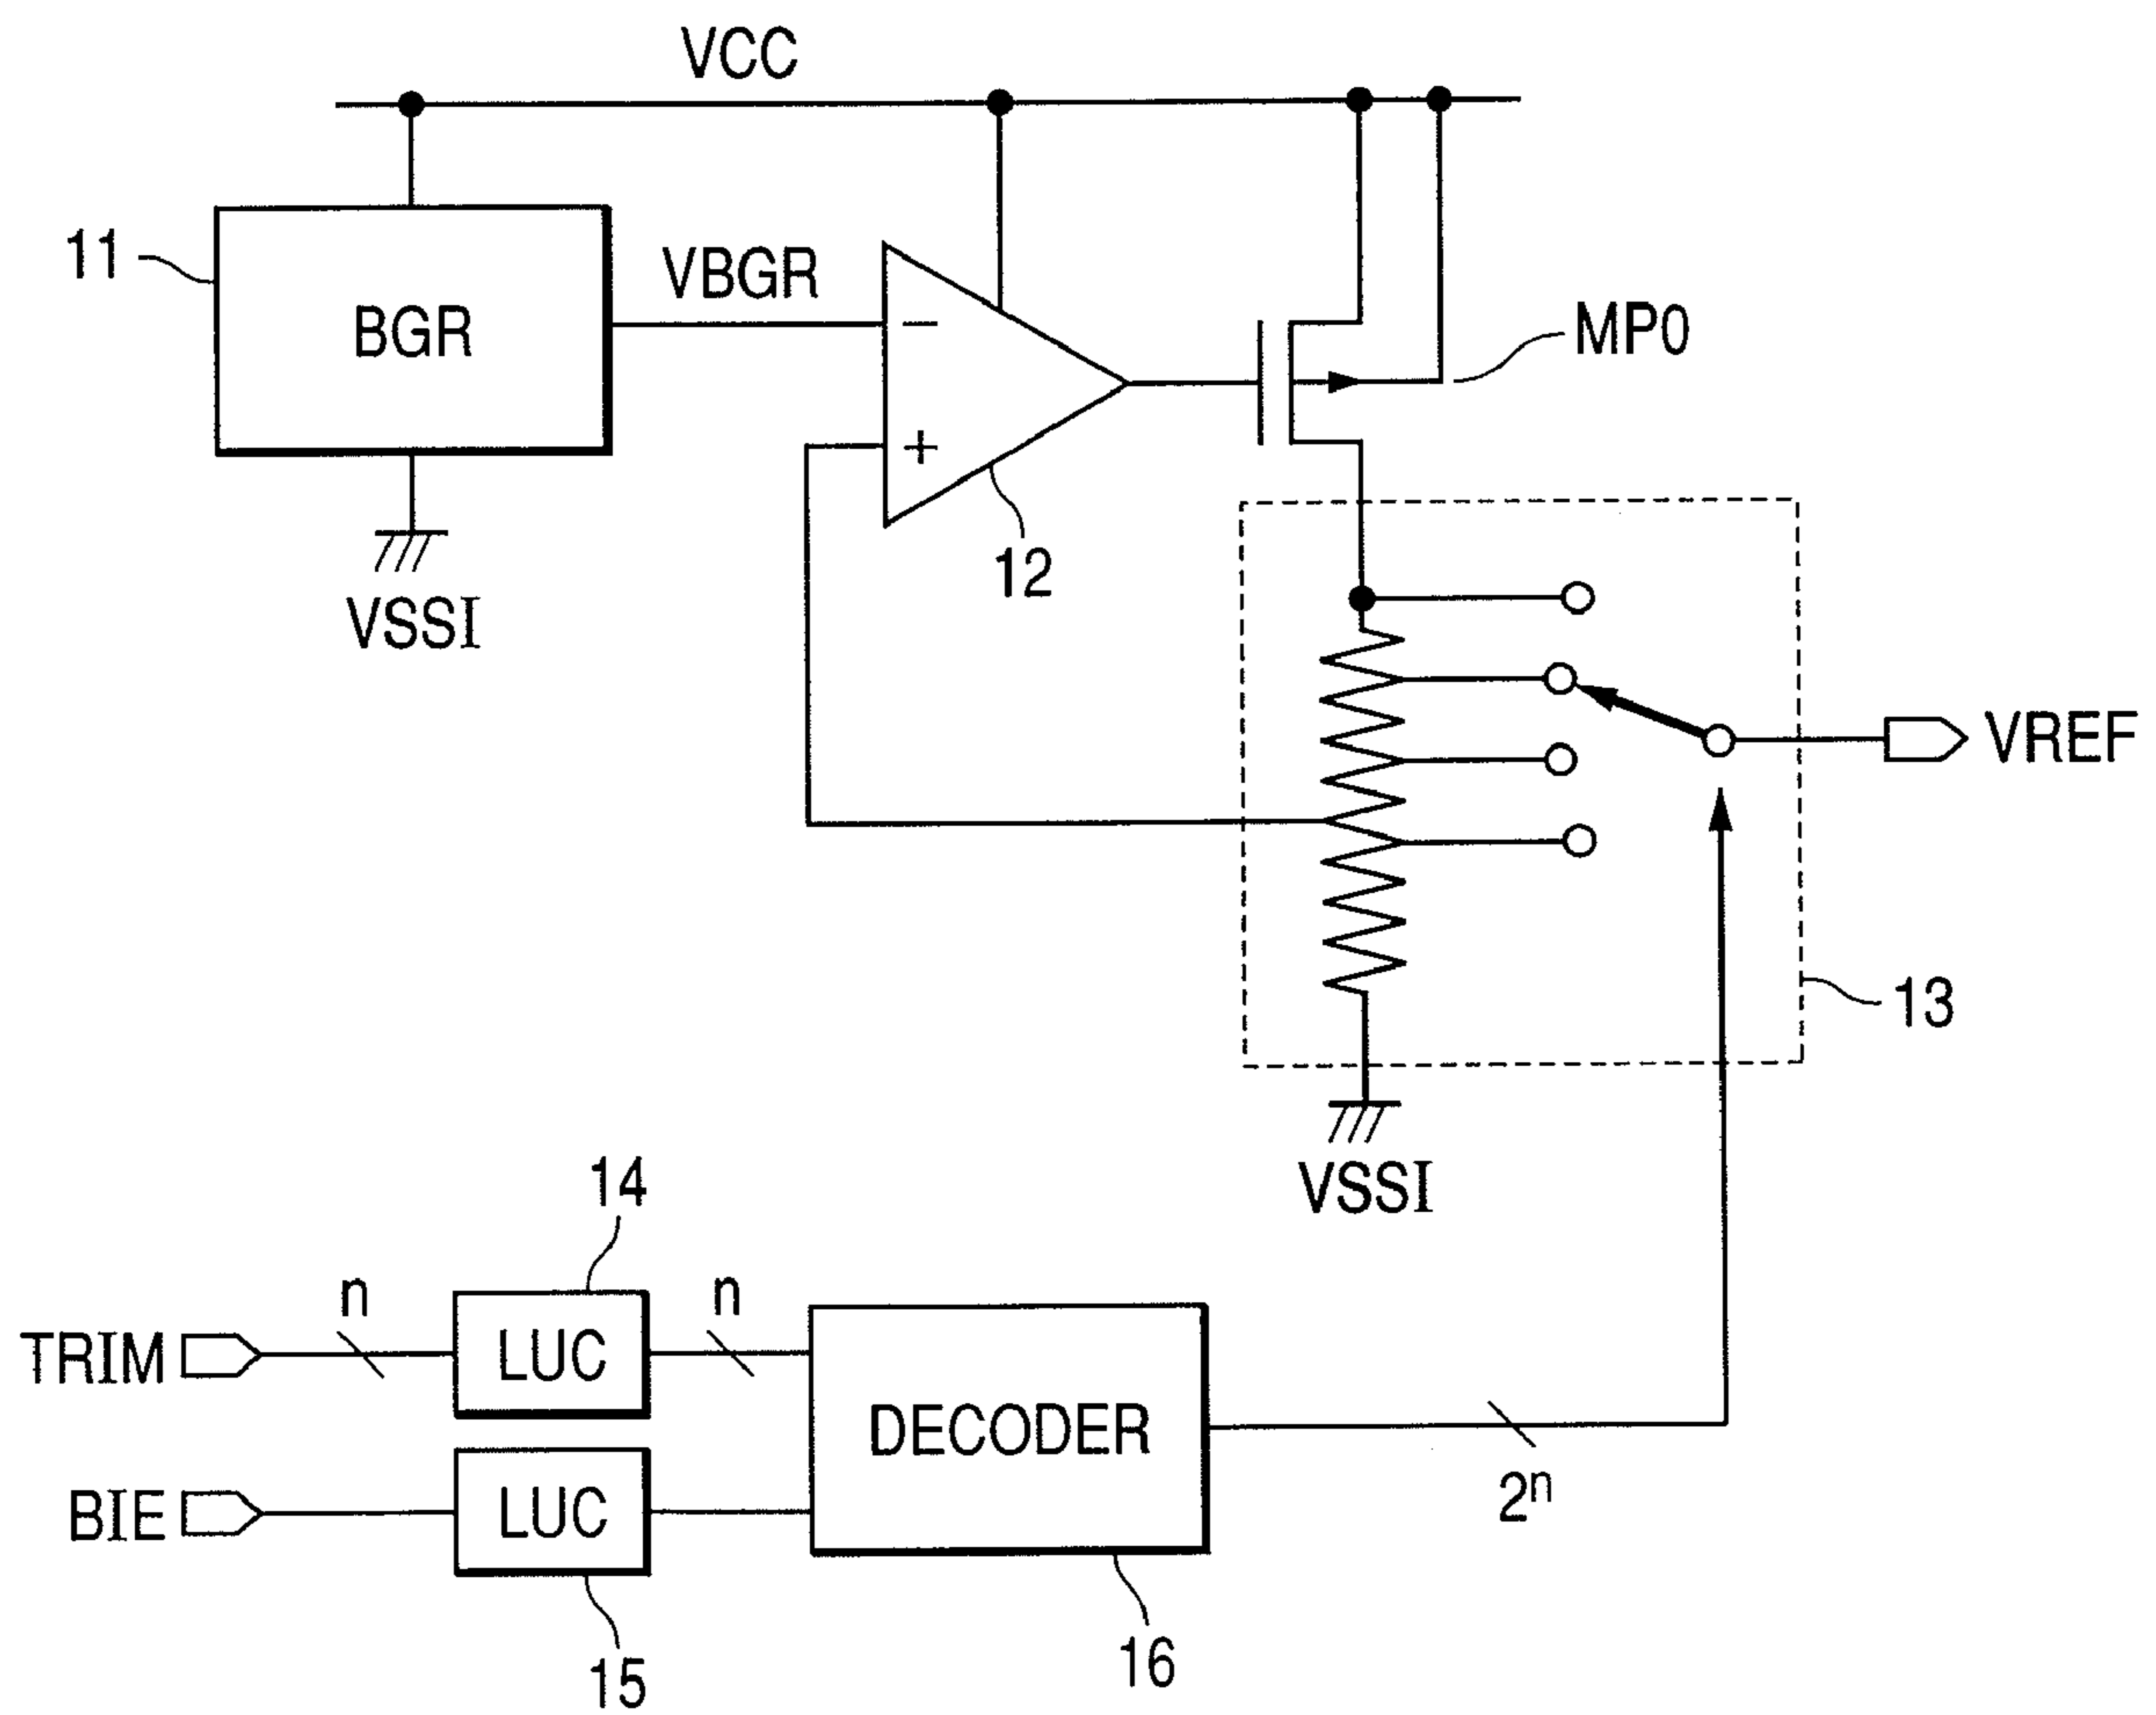 VCC
11
BGR
VBGR
−
+
12
MP0
VSSI
VREF
13
VSSI
14
TRIM
n
LUC
n
DECODER
BIE
LUC
2ⁿ
15
16